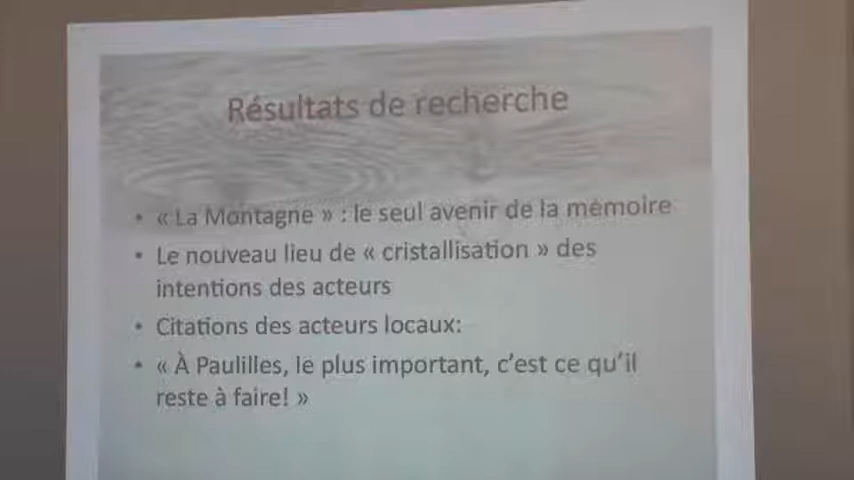 Résultats de recherche
• « La Montagne » : le seul avenir de la mémoire
• Le nouveau lieu de « cristallisation » des
intentions des acteurs
• Citations des acteurs locaux:
• « À Paulilles, le plus important, c’est ce qu’il
reste à faire! »